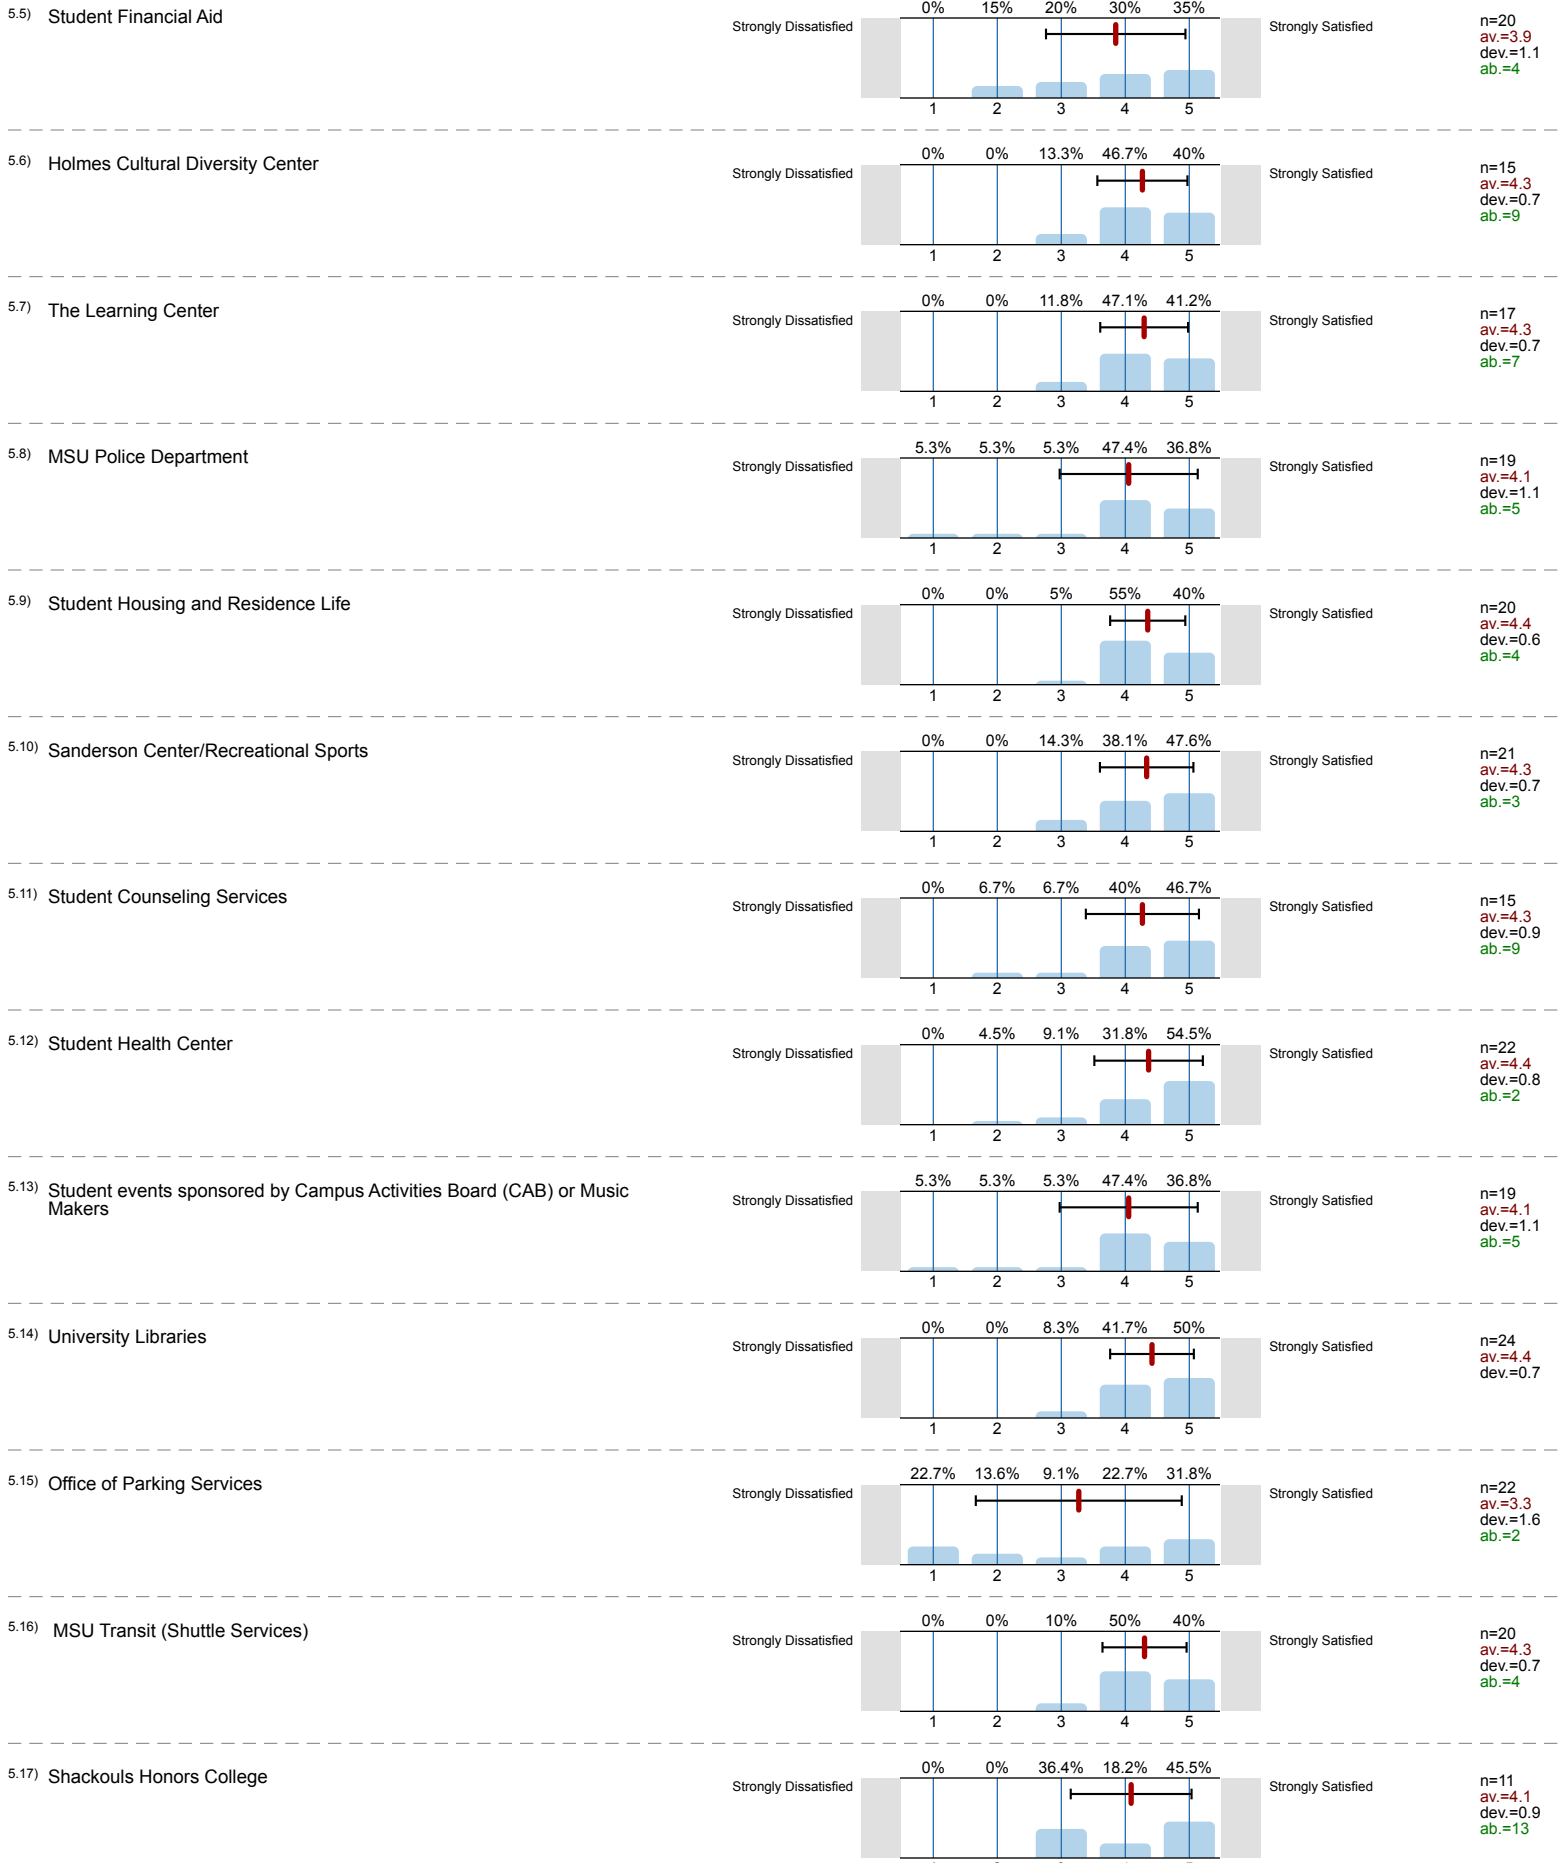 5.5) Student Financial Aid
0% 15% 20% 30% 35%
Strongly Dissatisfied Strongly Satisfied
n=20
av.=3.9
dev.=1.1
ab.=4
1 2 3 4 5
5.6) Holmes Cultural Diversity Center
0% 0% 13.3% 46.7% 40%
Strongly Dissatisfied Strongly Satisfied
n=15
av.=4.3
dev.=0.7
ab.=9
1 2 3 4 5
5.7) The Learning Center
0% 0% 11.8% 47.1% 41.2%
Strongly Dissatisfied Strongly Satisfied
n=17
av.=4.3
dev.=0.7
ab.=7
1 2 3 4 5
5.8) MSU Police Department
5.3% 5.3% 5.3% 47.4% 36.8%
Strongly Dissatisfied Strongly Satisfied
n=19
av.=4.1
dev.=1.1
ab.=5
1 2 3 4 5
5.9) Student Housing and Residence Life
0% 0% 5% 55% 40%
Strongly Dissatisfied Strongly Satisfied
n=20
av.=4.4
dev.=0.6
ab.=4
1 2 3 4 5
5.10) Sanderson Center/Recreational Sports
0% 0% 14.3% 38.1% 47.6%
Strongly Dissatisfied Strongly Satisfied
n=21
av.=4.3
dev.=0.7
ab.=3
1 2 3 4 5
5.11) Student Counseling Services
0% 6.7% 6.7% 40% 46.7%
Strongly Dissatisfied Strongly Satisfied
n=15
av.=4.3
dev.=0.9
ab.=9
1 2 3 4 5
5.12) Student Health Center
0% 4.5% 9.1% 31.8% 54.5%
Strongly Dissatisfied Strongly Satisfied
n=22
av.=4.4
dev.=0.8
ab.=2
1 2 3 4 5
5.13) Student events sponsored by Campus Activities Board (CAB) or Music
Makers
5.3% 5.3% 5.3% 47.4% 36.8%
Strongly Dissatisfied Strongly Satisfied
n=19
av.=4.1
dev.=1.1
ab.=5
1 2 3 4 5
5.14) University Libraries
0% 0% 8.3% 41.7% 50%
Strongly Dissatisfied Strongly Satisfied
n=24
av.=4.4
dev.=0.7
1 2 3 4 5
5.15) Office of Parking Services
22.7% 13.6% 9.1% 22.7% 31.8%
Strongly Dissatisfied Strongly Satisfied
n=22
av.=3.3
dev.=1.6
ab.=2
1 2 3 4 5
5.16) MSU Transit (Shuttle Services)
0% 0% 10% 50% 40%
Strongly Dissatisfied Strongly Satisfied
n=20
av.=4.3
dev.=0.7
ab.=4
1 2 3 4 5
5.17) Shackouls Honors College
0% 0% 36.4% 18.2% 45.5%
Strongly Dissatisfied Strongly Satisfied
n=11
av.=4.1
dev.=0.9
ab.=13